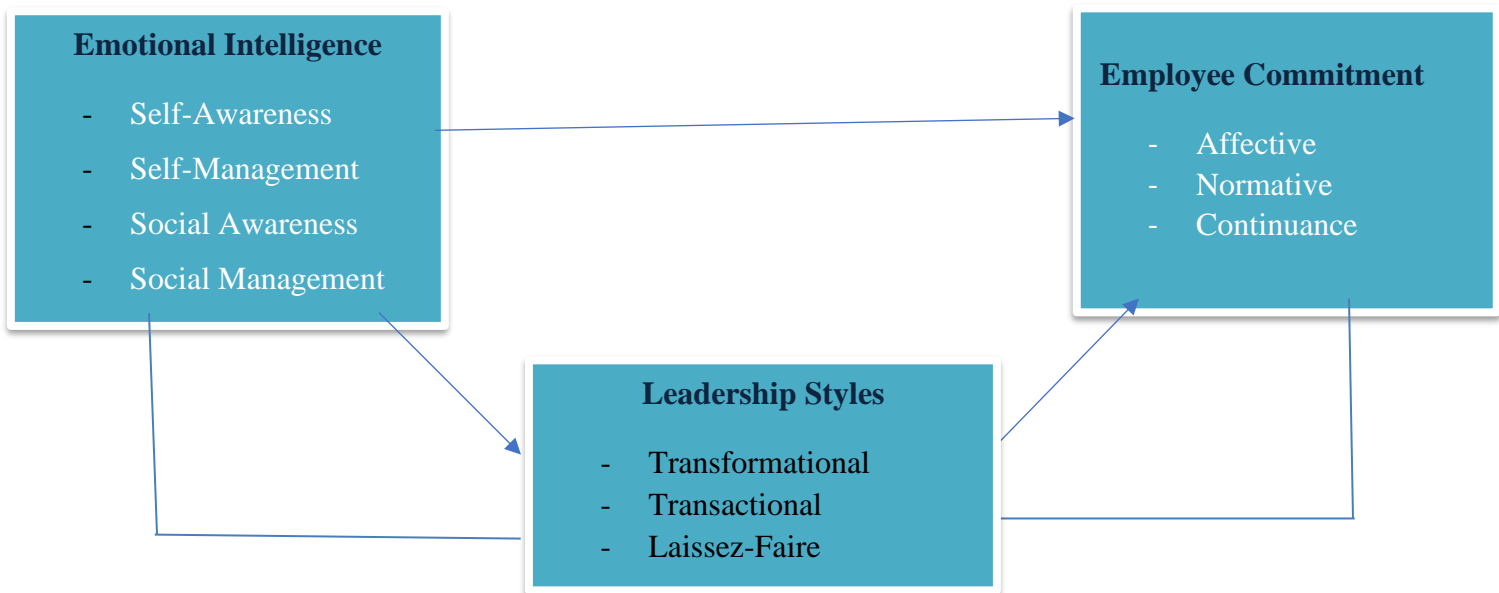 Emotional Intelligence
- Self-Awareness
- Self-Management
- Social Awareness
- Social Management
Employee Commitment
- Affective
- Normative
- Continuance
Leadership Styles
- Transformational
- Transactional
- Laissez-Faire